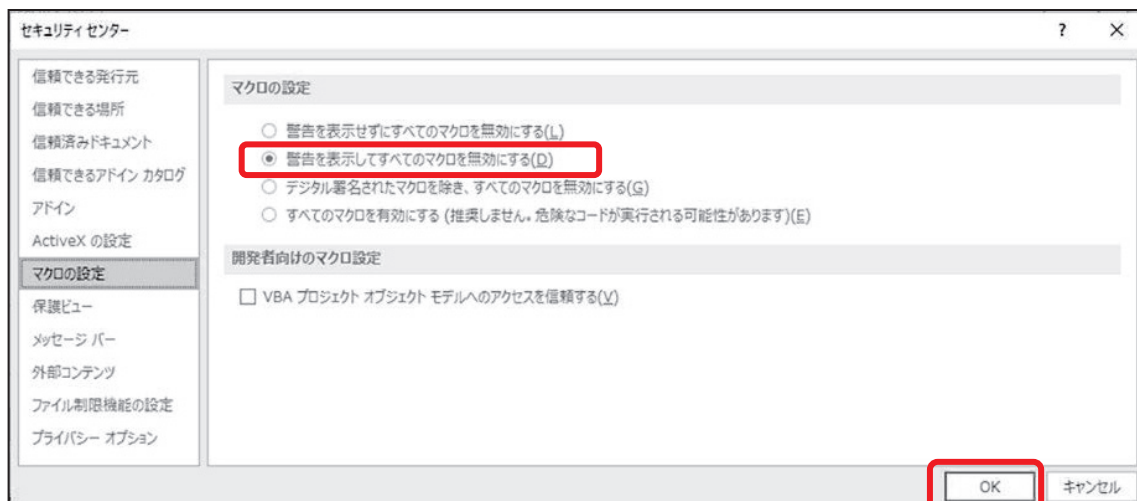 セキュリティ センター
? ×
信頼できる発行元
信頼できる場所
信頼済みドキュメント
信頼できるアドイン カタログ
アドイン
ActiveX の設定
マクロの設定
保護ビュー
メッセージ バー
外部コンテンツ
ファイル制限機能の設定
プライバシー オプション
マクロの設定
警告を表示せずにすべてのマクロを無効にする(L)
警告を表示してすべてのマクロを無効にする(D)
デジタル署名されたマクロを除き、すべてのマクロを無効にする(G)
すべてのマクロを有効にする (推奨しません。危険なコードが実行される可能性があります)(E)
開発者向けのマクロ設定
VBA プロジェクト オブジェクト モデルへのアクセスを信頼する(V)
OK
キャンセル